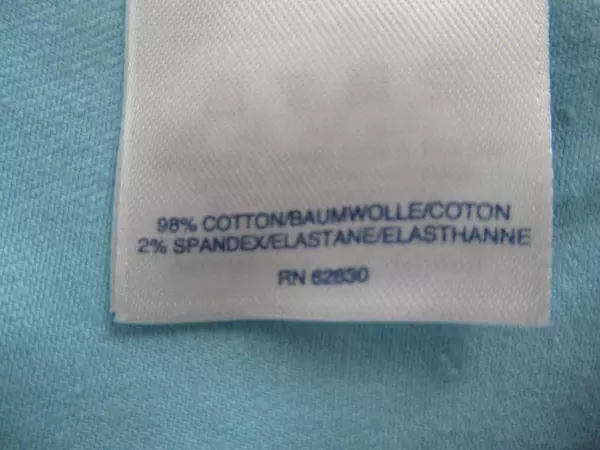 98% COTTON/BAUMWOLLE/COTON
2% SPANDEX/ELASTANE/ELASTHANNE
RN 62630